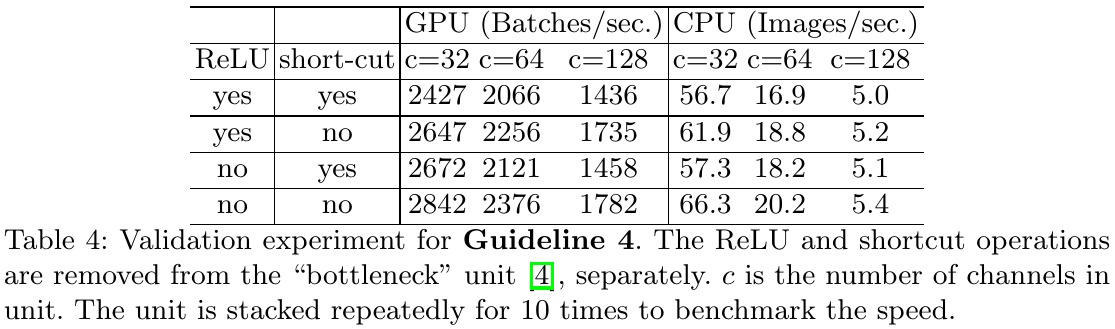 GPU (Batches/sec.) CPU (Images/sec.)
ReLU short-cut c=32 c=64 c=128 c=32 c=64 c=128
yes yes 2427 2066 1436 56.7 16.9 5.0
yes no 2647 2256 1735 61.9 18.8 5.2
no yes 2672 2121 1458 57.3 18.2 5.1
no no 2842 2376 1782 66.3 20.2 5.4
Table 4: Validation experiment for Guideline 4. The ReLU and shortcut operations
are removed from the “bottleneck” unit [4], separately. c is the number of channels in
unit. The unit is stacked repeatedly for 10 times to benchmark the speed.